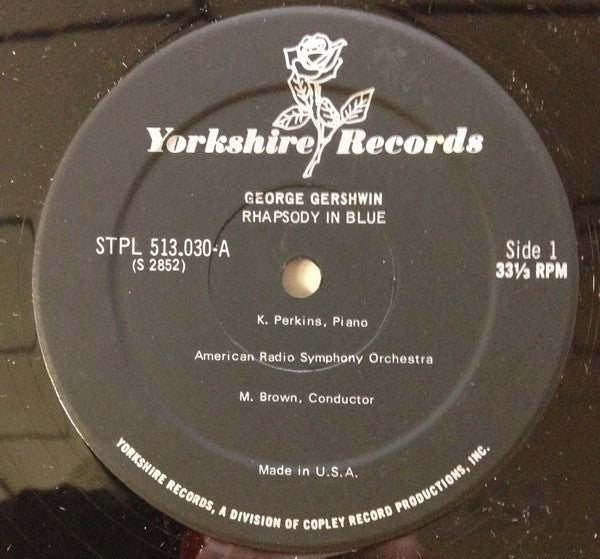 Yorkshire Records
GEORGE GERSHWIN
RHAPSODY IN BLUE
STPL 513.030-A
(S 2852)
Side 1
33⅓ RPM
K. Perkins, Piano
American Radio Symphony Orchestra
M. Brown, Conductor
Made in U.S.A.
YORKSHIRE RECORDS, A DIVISION OF COPLEY RECORD PRODUCTIONS, INC.